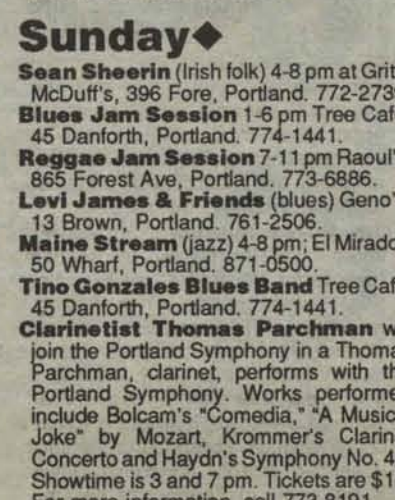 Sunday◆
Sean Sheerin (Irish folk) 4-8 pm at Grit
McDuff's, 396 Fore, Portland. 772-273
Blues Jam Session 1-6 pm Tree Caf
45 Danforth, Portland. 774-1441.
Reggae Jam Session 7-11 pm Raoul'
865 Forest Ave, Portland. 773-6886.
Levi James & Friends (blues) Geno'
13 Brown, Portland. 761-2506.
Maine Stream (jazz) 4-8 pm; El Mirado
50 Wharf, Portland. 871-0500.
Tino Gonzales Blues Band Tree Caf
45 Danforth, Portland. 774-1441.
Clarinetist Thomas Parchman w
join the Portland Symphony in a Thoma
Parchman, clarinet, performs with th
Portland Symphony. Works performe
include Bolcam's "Comedia," "A Music
Joke" by Mozart, Krommer's Clarin
Concerto and Haydn's Symphony No. 4
Showtime is 3 and 7 pm. Tickets are $1
For more information, call 773-8191